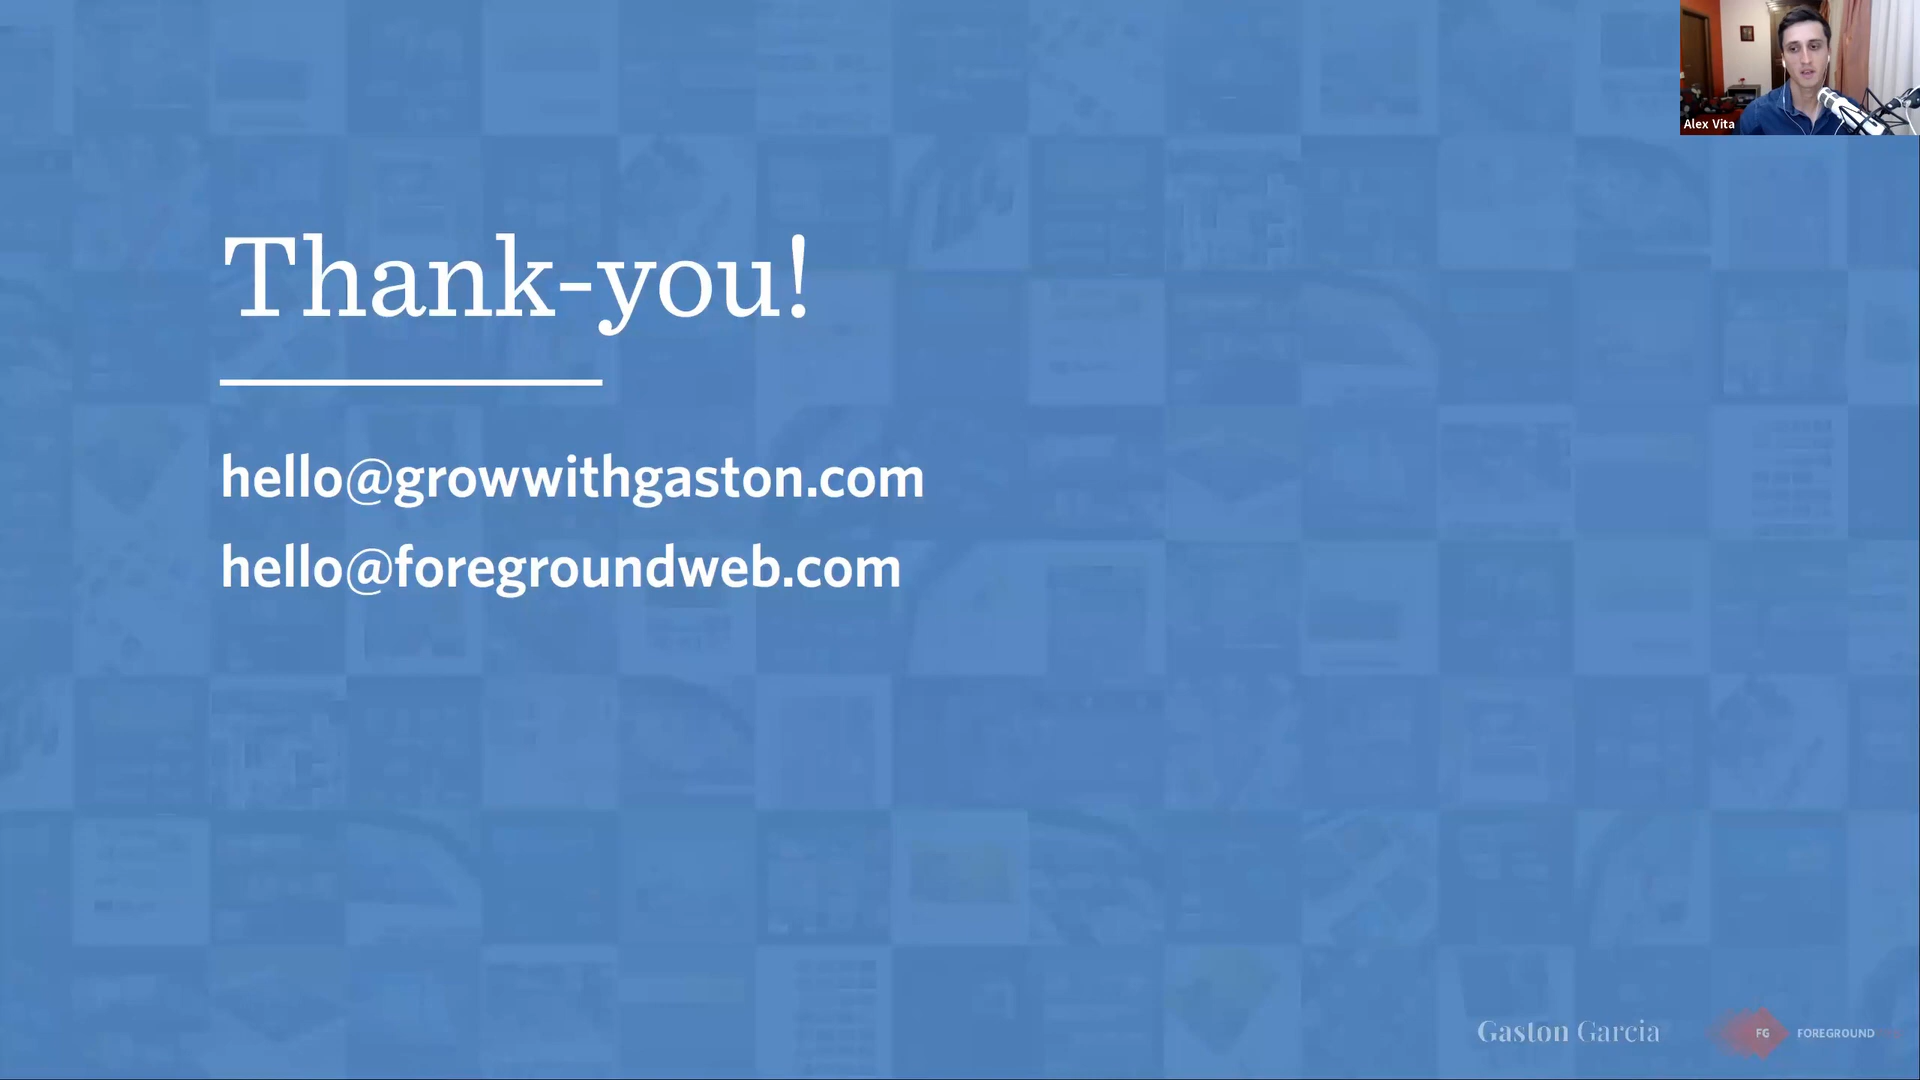 Alex Vita
Thank-you!
hello@growwithgaston.com
hello@foregroundweb.com
Gaston Garcia
FG FOREGROUND